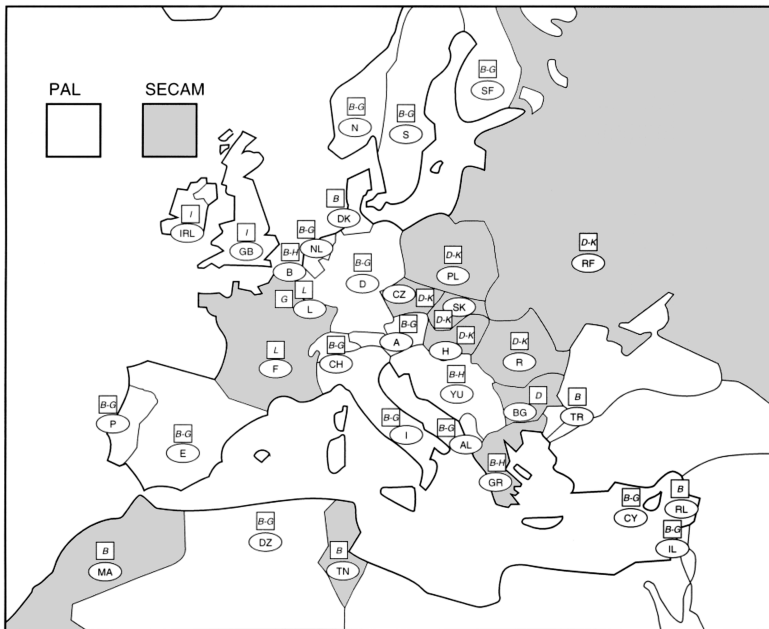 PAL SECAM
B-G
SF
B-G
N
B-G
S
I
IRL
I
GB
B
DK
B-G
NL
B-H
B
B-G
D
D-K
PL
D-K
RF
G
L
L
CZ
D-K
SK
D-K
D-K
H
B-G
A
L
F
B-G
CH
D-K
R
B-H
YU
D
BG
B
TR
B-G
P
B-G
E
B-G
I
B-G
AL
B-H
GR
B-G
CY
B
RL
B-G
IL
B
MA
B-G
DZ
B
TN